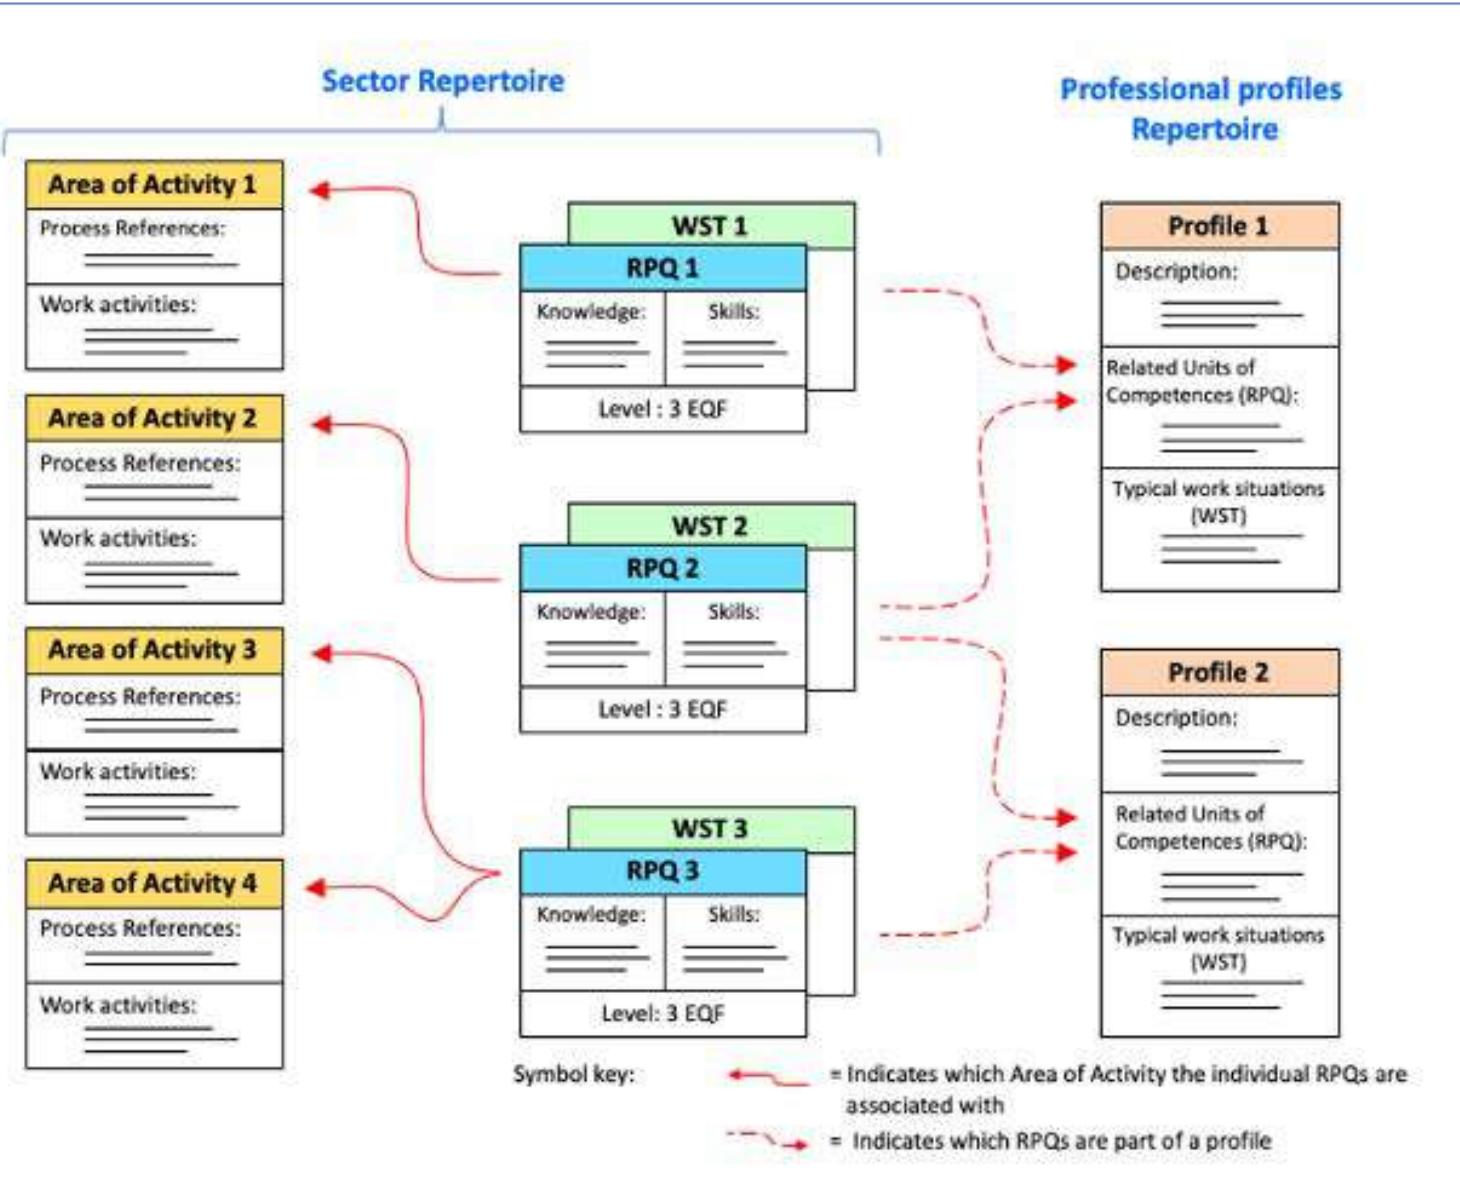 Sector Repertoire
Professional profiles
Repertoire
Area of Activity 1
Process References:
Work activities:
Area of Activity 2
Process References:
Work activities:
Area of Activity 3
Process References:
Work activities:
Area of Activity 4
Process References:
Work activities:
WST 1
RPQ 1
Knowledge:
Skills:
Level : 3 EQF
WST 2
RPQ 2
Knowledge:
Skills:
Level : 3 EQF
WST 3
RPQ 3
Knowledge:
Skills:
Level: 3 EQF
Profile 1
Description:
Related Units of
Competences (RPQ):
Typical work situations
(WST)
Profile 2
Description:
Related Units of
Competences (RPQ):
Typical work situations
(WST)
Symbol key:
= Indicates which Area of Activity the individual RPQs are
associated with
= Indicates which RPQs are part of a profile